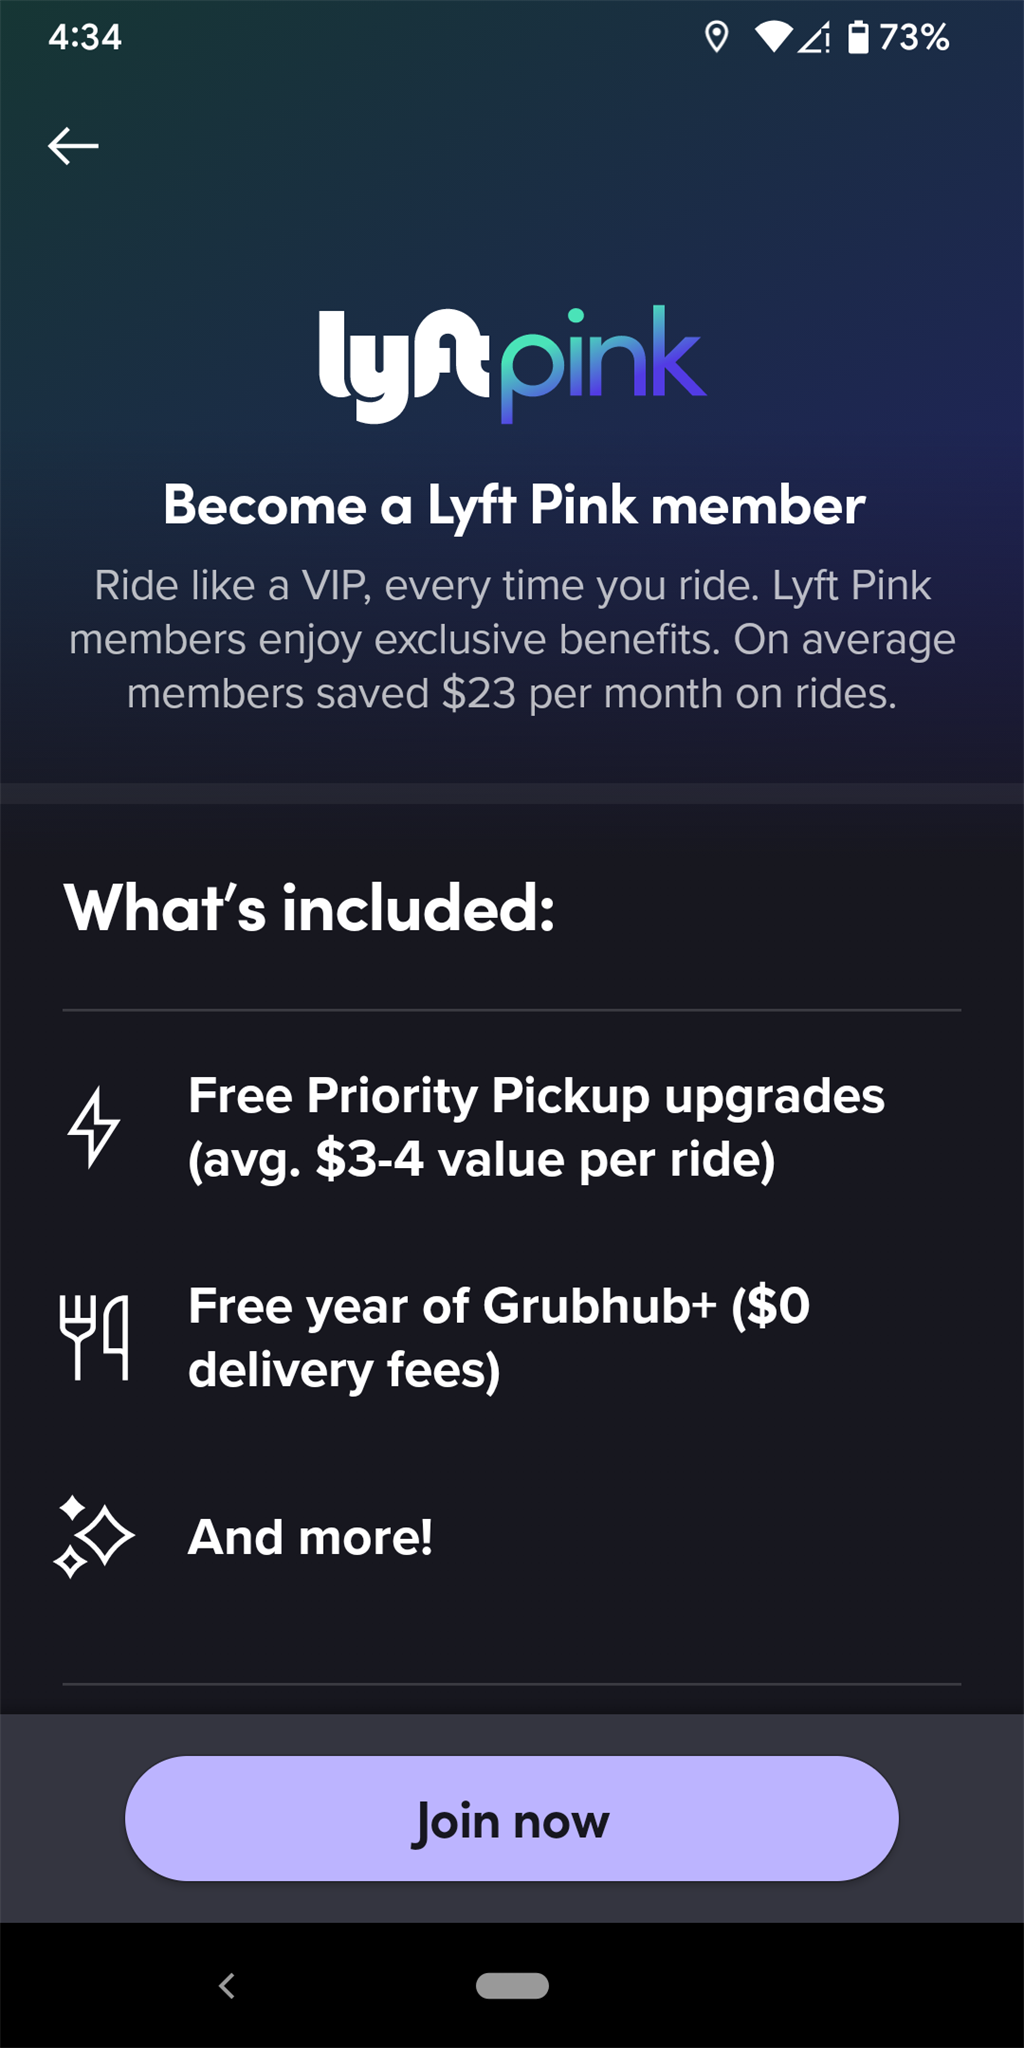 4:34
73%
lyft pink
Become a Lyft Pink member
Ride like a VIP, every time you ride. Lyft Pink
members enjoy exclusive benefits. On average
members saved $23 per month on rides.
What's included:
Free Priority Pickup upgrades
(avg. $3-4 value per ride)
Free year of Grubhub+ ($0
delivery fees)
And more!
Join now